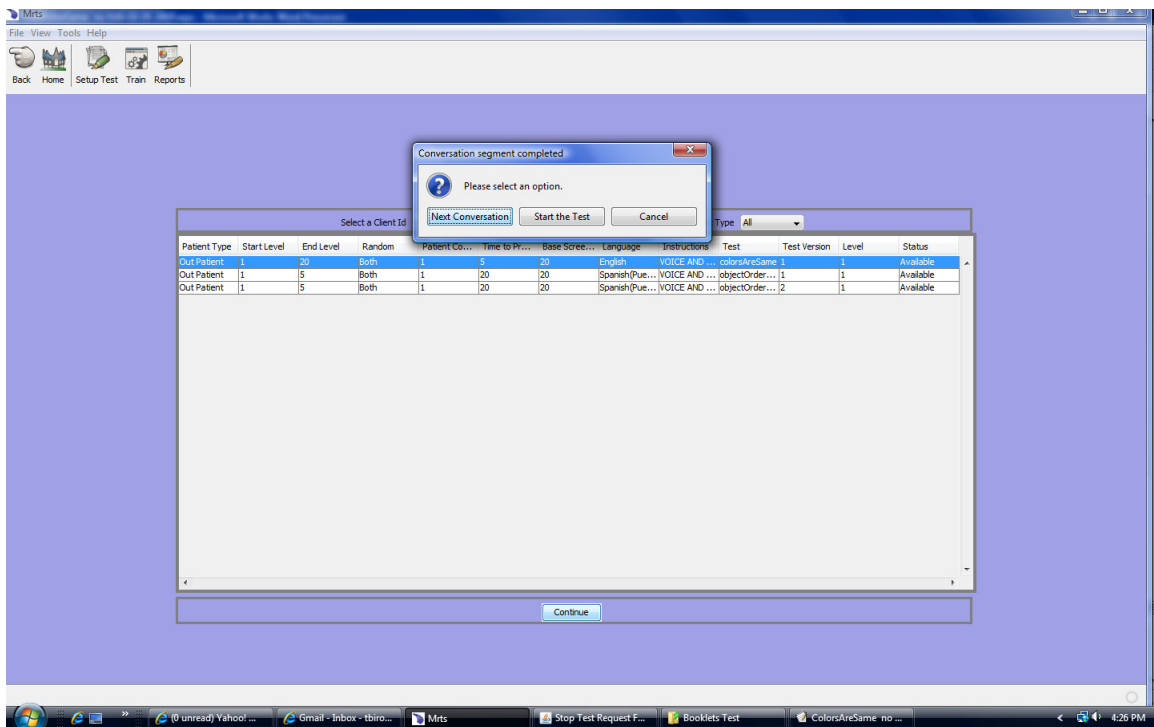 Mrts
File View Tools Help
Back Home Setup Test Train Reports
Conversation segment completed
Please select an option.
Next Conversation Start the Test Cancel
Select a Client Id Type All
Patient Type Start Level End Level Random Patient Co... Time to Pr... Base Scree... Language Instructions Test Test Version Level Status
Out Patient 1 20 Both 1 5 20 English VOICE AND ... colorsAreSame 1 1 Available
Out Patient 1 5 Both 1 20 20 Spanish(Pue... VOICE AND ... objectOrder... 1 1 Available
Out Patient 1 5 Both 1 20 20 Spanish(Pue... VOICE AND ... objectOrder... 2 1 Available
Continue
(0 unread) Yahoo! ... Gmail - Inbox - tbiro... Mrts Stop Test Request F... Booklets Test ColorsAreSame no ... 4:26 PM